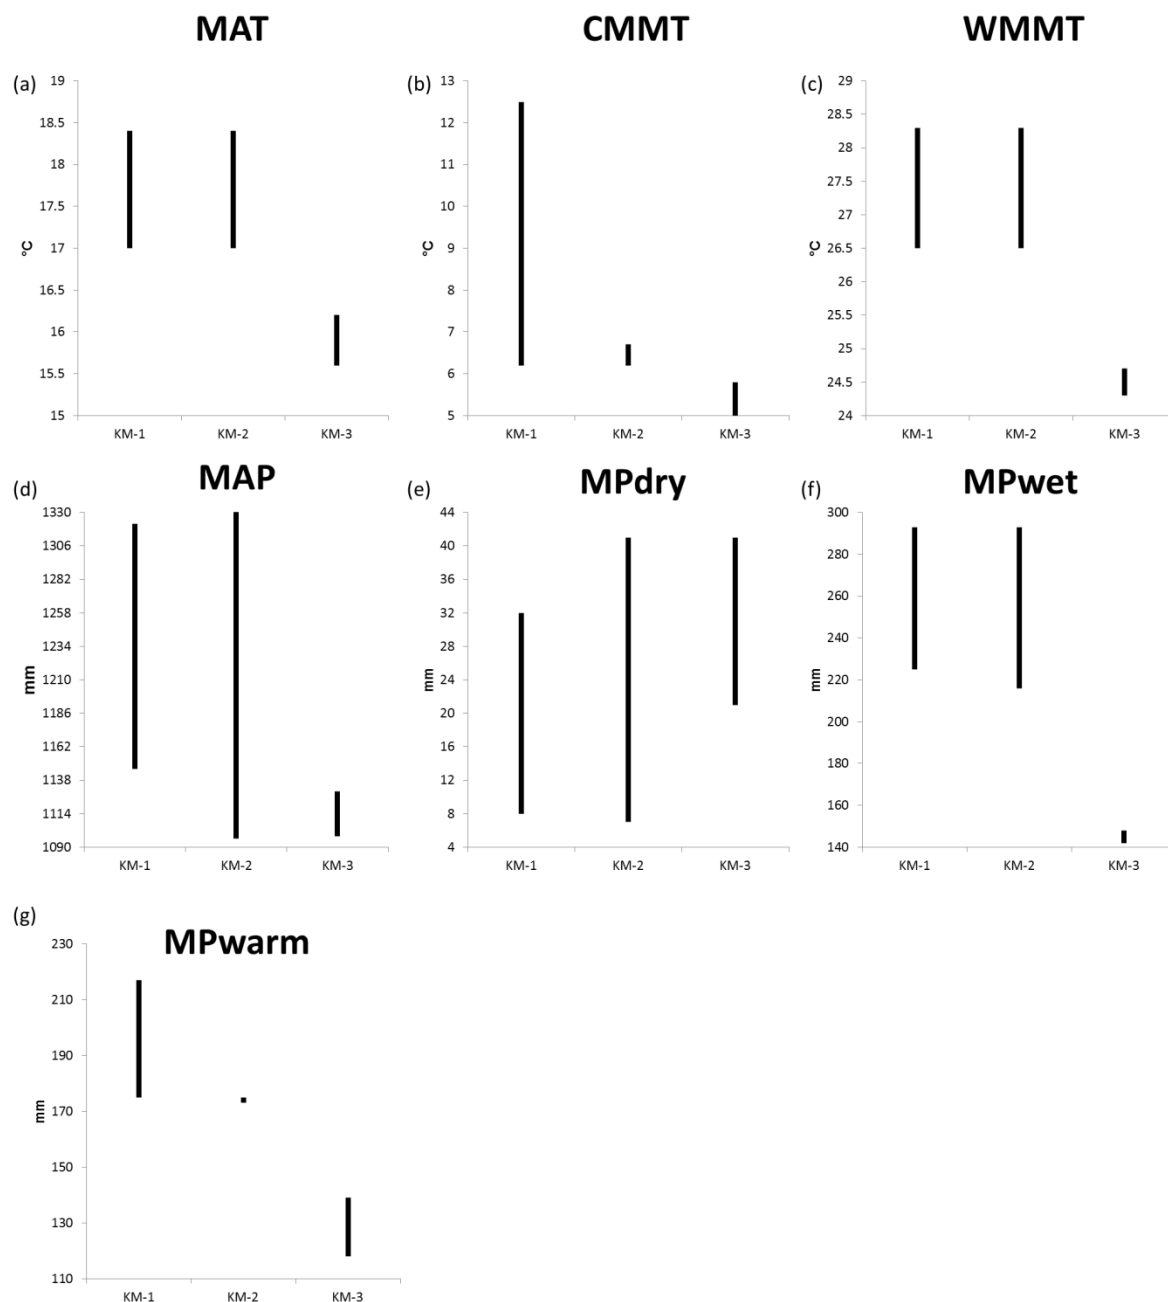 MAT
CMMT
WMMT
(a)
19
18.5
18
17.5
17
16.5
16
15.5
15
°C
KM-1
KM-2
KM-3
(b)
13
12
11
10
9
8
7
6
5
°C
KM-1
KM-2
KM-3
(c)
29
28.5
28
27.5
27
26.5
26
25.5
25
24.5
24
°C
KM-1
KM-2
KM-3
MAP
MPdry
MPwet
(d)
1330
1306
1282
1258
1234
1210
1186
1162
1138
1114
1090
mm
KM-1
KM-2
KM-3
(e)
44
40
36
32
28
24
20
16
12
8
4
mm
KM-1
KM-2
KM-3
(f)
300
280
260
240
220
200
180
160
140
mm
KM-1
KM-2
KM-3
(g)
MPwarm
230
210
190
170
150
130
110
mm
KM-1
KM-2
KM-3